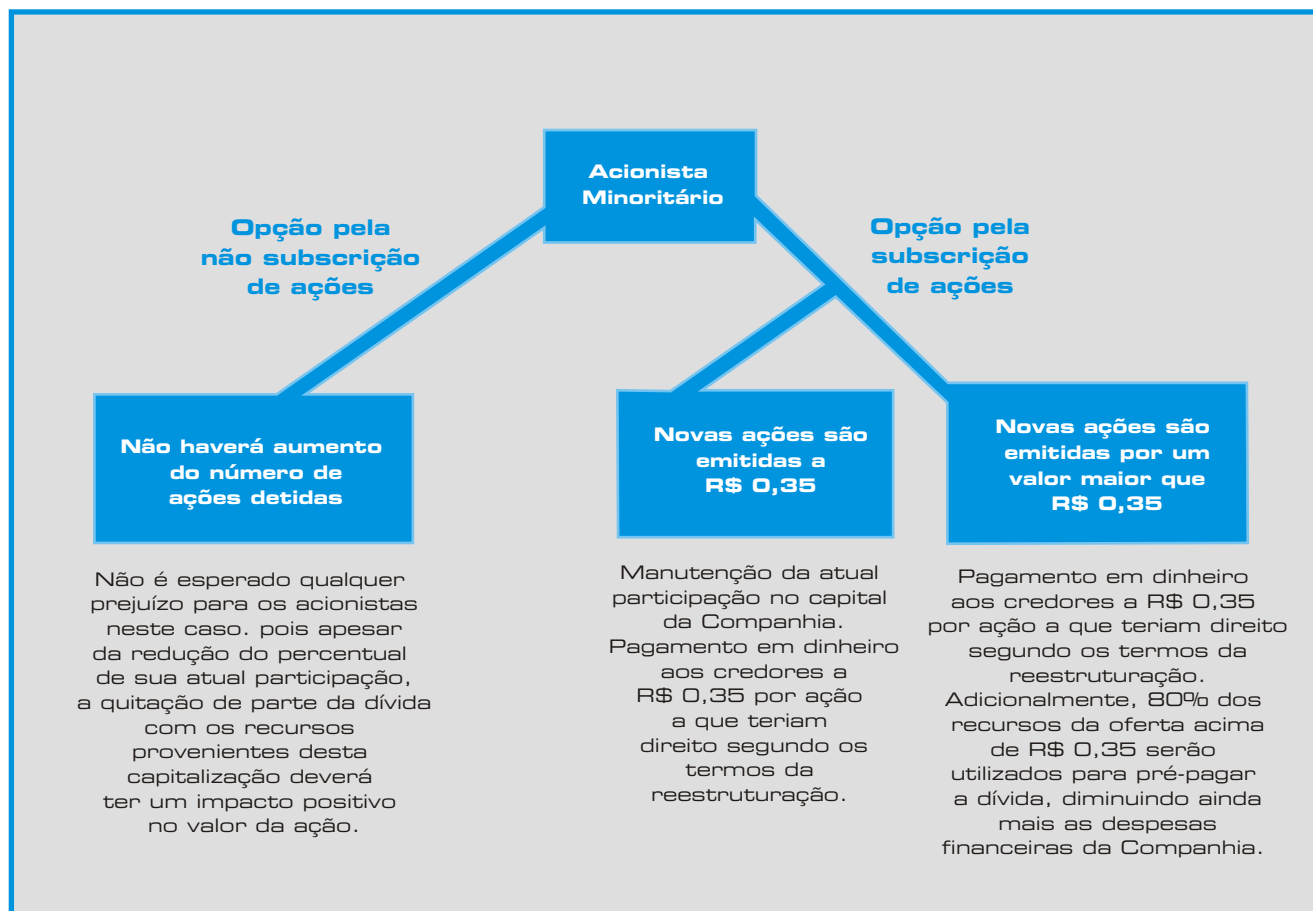 Acionista
Minoritário
Opção pela
não subscrição
de ações
Opção pela
subscrição
de ações
Não haverá aumento
do número de
ações detidas
Não é esperado qualquer
prejuízo para os acionistas
neste caso. pois apesar
da redução do percentual
de sua atual participação,
a quitação de parte da dívida
com os recursos
provenientes desta
capitalização deverá
ter um impacto positivo
no valor da ação.
Novas ações são
emitidas a
R$ 0,35
Manutenção da atual
participação no capital
da Companhia.
Pagamento em dinheiro
aos credores a
R$ 0,35 por ação
a que teriam
direito segundo os
termos da
reestruturação.
Novas ações são
emitidas por um
valor maior que
R$ 0,35
Pagamento em dinheiro
aos credores a R$ 0,35
por ação a que teriam direito
segundo os termos da
reestruturação.
Adicionalmente, 80% dos
recursos da oferta acima
de R$ 0,35 serão
utilizados para pré-pagar
a dívida, diminuindo ainda
mais as despesas
financeiras da Companhia.